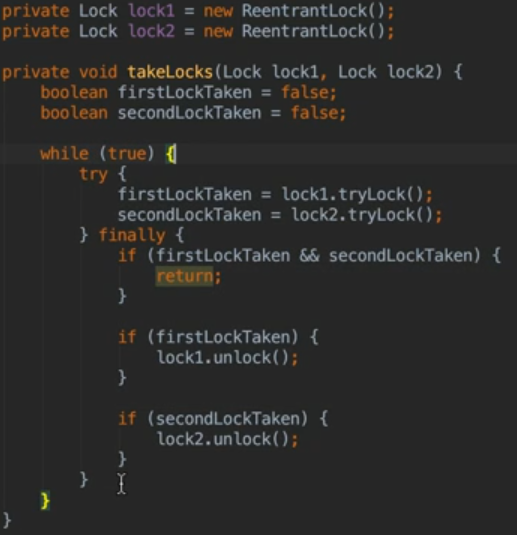 private Lock lock1 = new ReentrantLock();
private Lock lock2 = new ReentrantLock();
private void takeLocks(Lock lock1, Lock lock2) {
boolean firstLockTaken = false;
boolean secondLockTaken = false;
while (true) {
try {
firstLockTaken = lock1.tryLock();
secondLockTaken = lock2.tryLock();
} finally {
if (firstLockTaken && secondLockTaken) {
return;
}
if (firstLockTaken) {
lock1.unlock();
}
if (secondLockTaken) {
lock2.unlock();
}
}
}
}